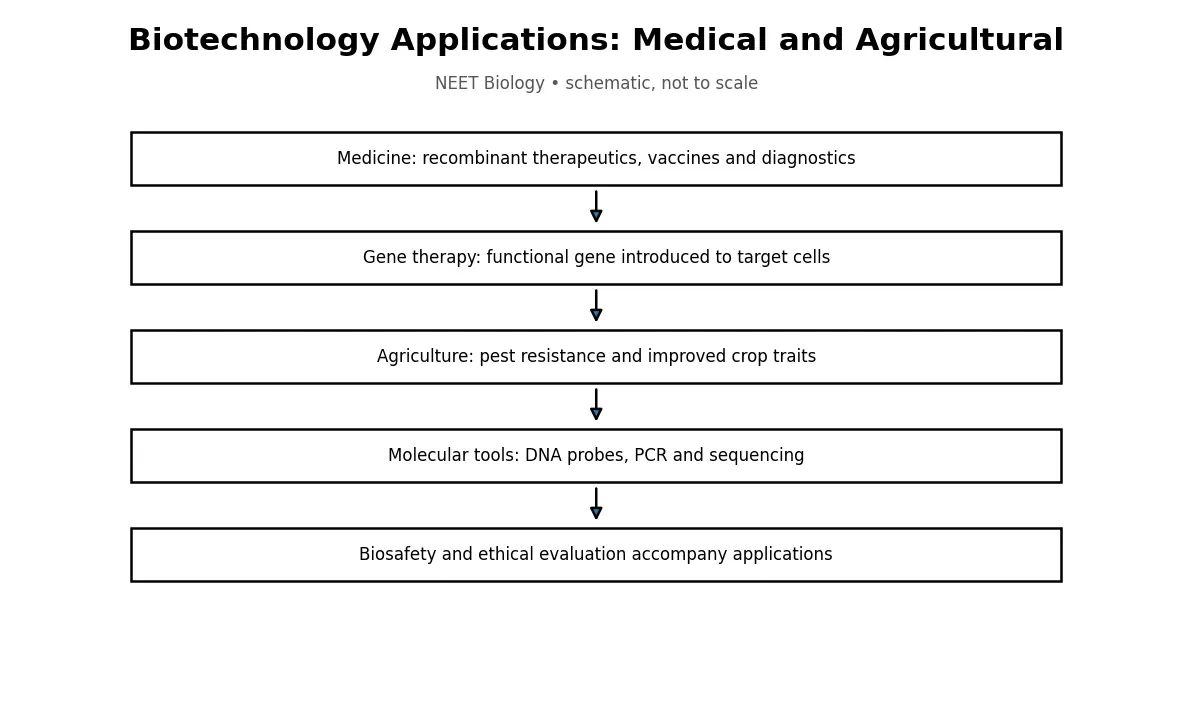 Biotechnology Applications: Medical and Agricultural
NEET Biology • schematic, not to scale
Medicine: recombinant therapeutics, vaccines and diagnostics
Gene therapy: functional gene introduced to target cells
Agriculture: pest resistance and improved crop traits
Molecular tools: DNA probes, PCR and sequencing
Biosafety and ethical evaluation accompany applications